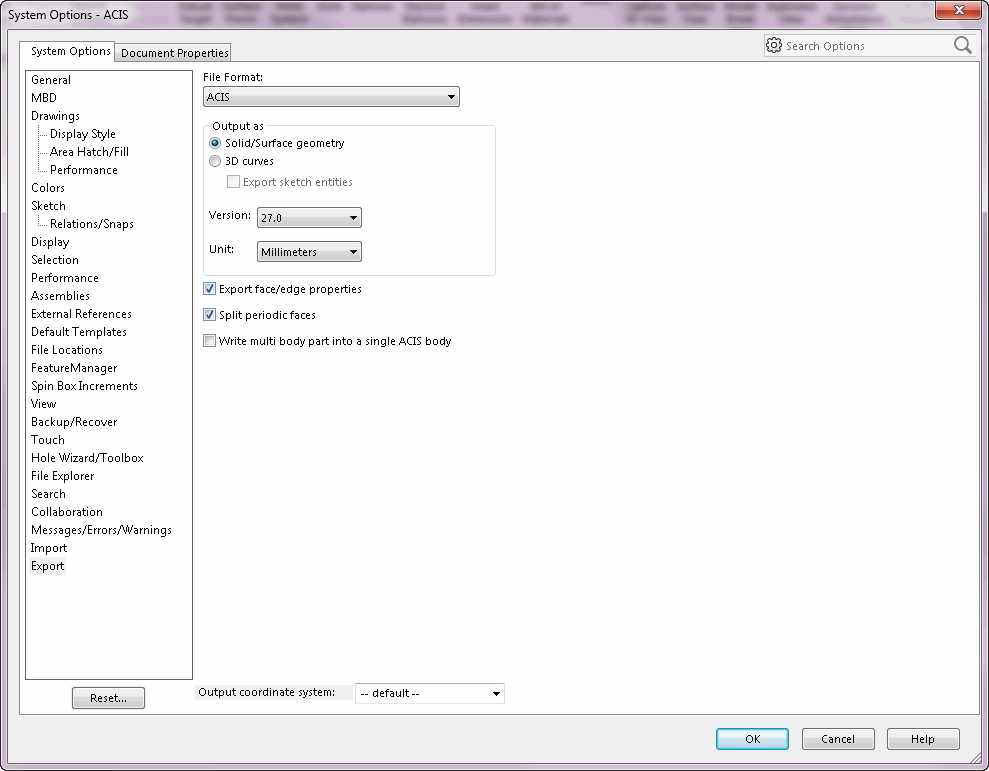 System Options - ACIS
System Options
Document Properties
Search Options
General
MBD
Drawings
Display Style
Area Hatch/Fill
Performance
Colors
Sketch
Relations/Snaps
Display
Selection
Performance
Assemblies
External References
Default Templates
File Locations
FeatureManager
Spin Box Increments
View
Backup/Recover
Touch
Hole Wizard/Toolbox
File Explorer
Search
Collaboration
Messages/Errors/Warnings
Import
Export
Reset...
File Format:
ACIS
Output as
Solid/Surface geometry
3D curves
Export sketch entities
Version: 27.0
Unit: Millimeters
Export face/edge properties
Split periodic faces
Write multi body part into a single ACIS body
Output coordinate system: -- default --
OK
Cancel
Help